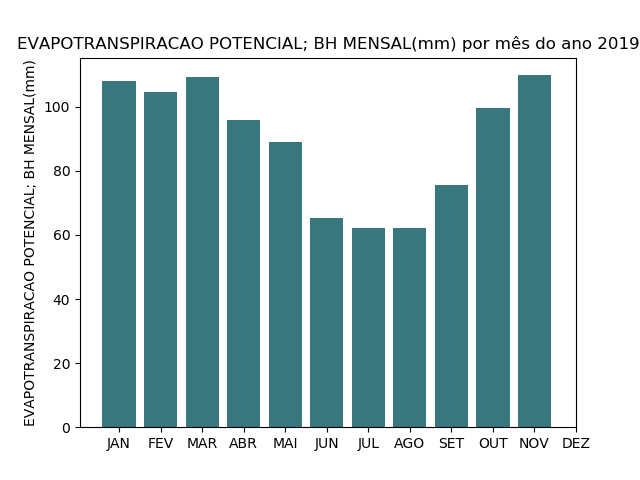 EVAPOTRANSPIRACAO POTENCIAL; BH MENSAL(mm) por mês do ano 2019
EVAPOTRANSPIRACAO POTENCIAL; BH MENSAL(mm)
100
80
60
40
20
0
JAN FEV MAR ABR MAI JUN JUL AGO SET OUT NOV DEZ